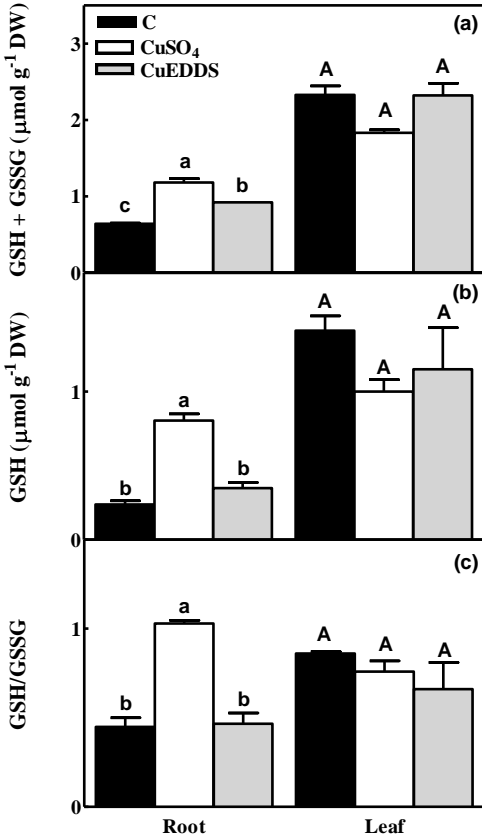 (a)
C
CuSO4
CuEDDS
GSH + GSSG (µmol g-1 DW)
3
2
1
0
c
a
b
A
A
A
(b)
GSH (µmol g-1 DW)
1
0
b
a
b
A
A
A
(c)
GSH/GSSG
1
0
b
a
b
A
A
A
Root
Leaf